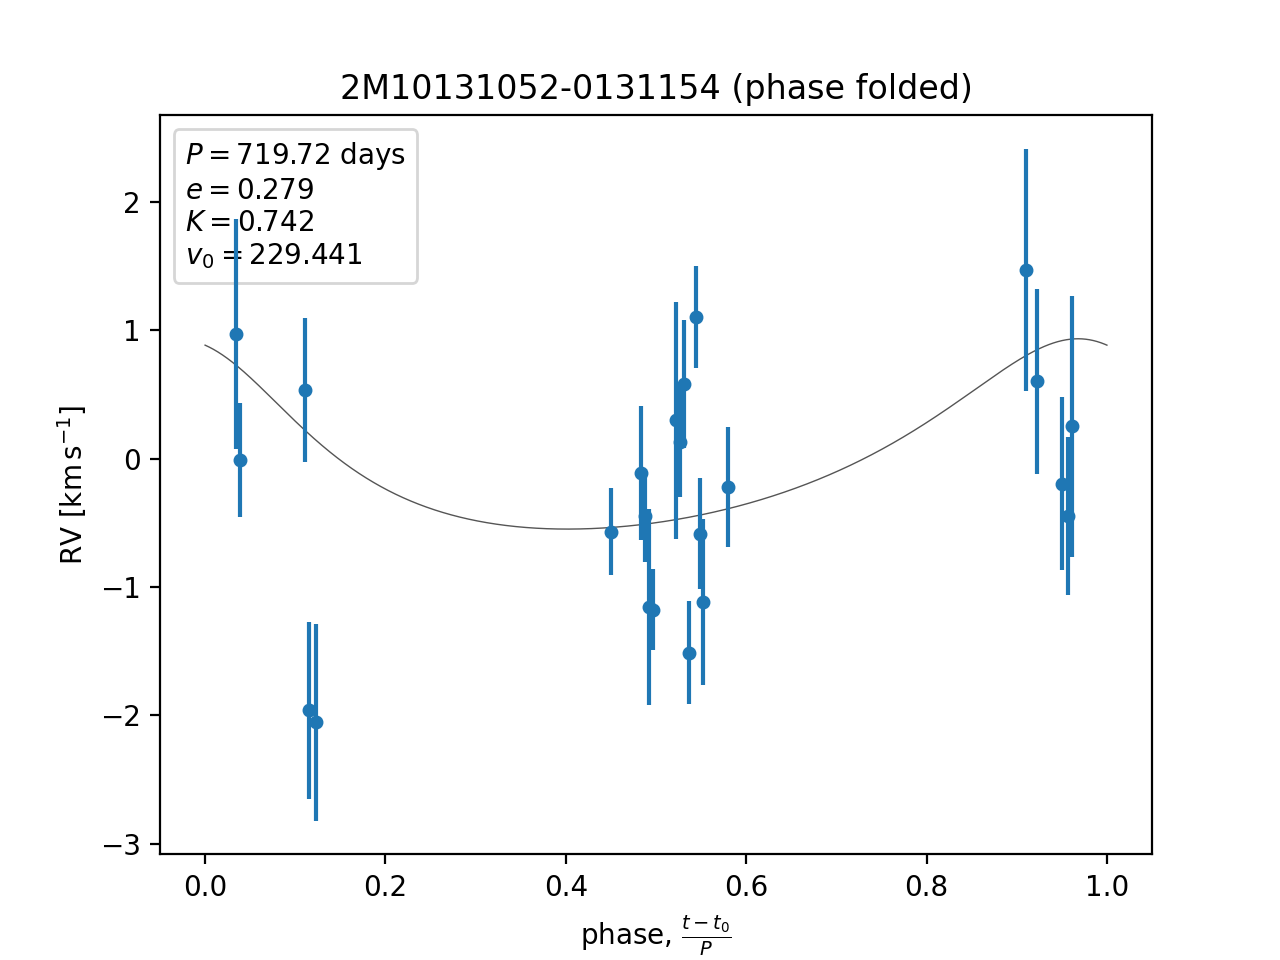 2M10131052-0131154 (phase folded)
P = 719.72 days
e = 0.279
K = 0.742
v₀ = 229.441
2
1
0
−1
−2
−3
RV [km s⁻¹]
0.0 0.2 0.4 0.6 0.8 1.0
phase, (t − t₀)/P